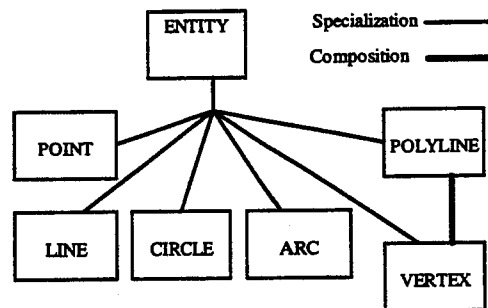 ENTITY
Specialization
Composition
POINT
POLYLINE
LINE
CIRCLE
ARC
VERTEX